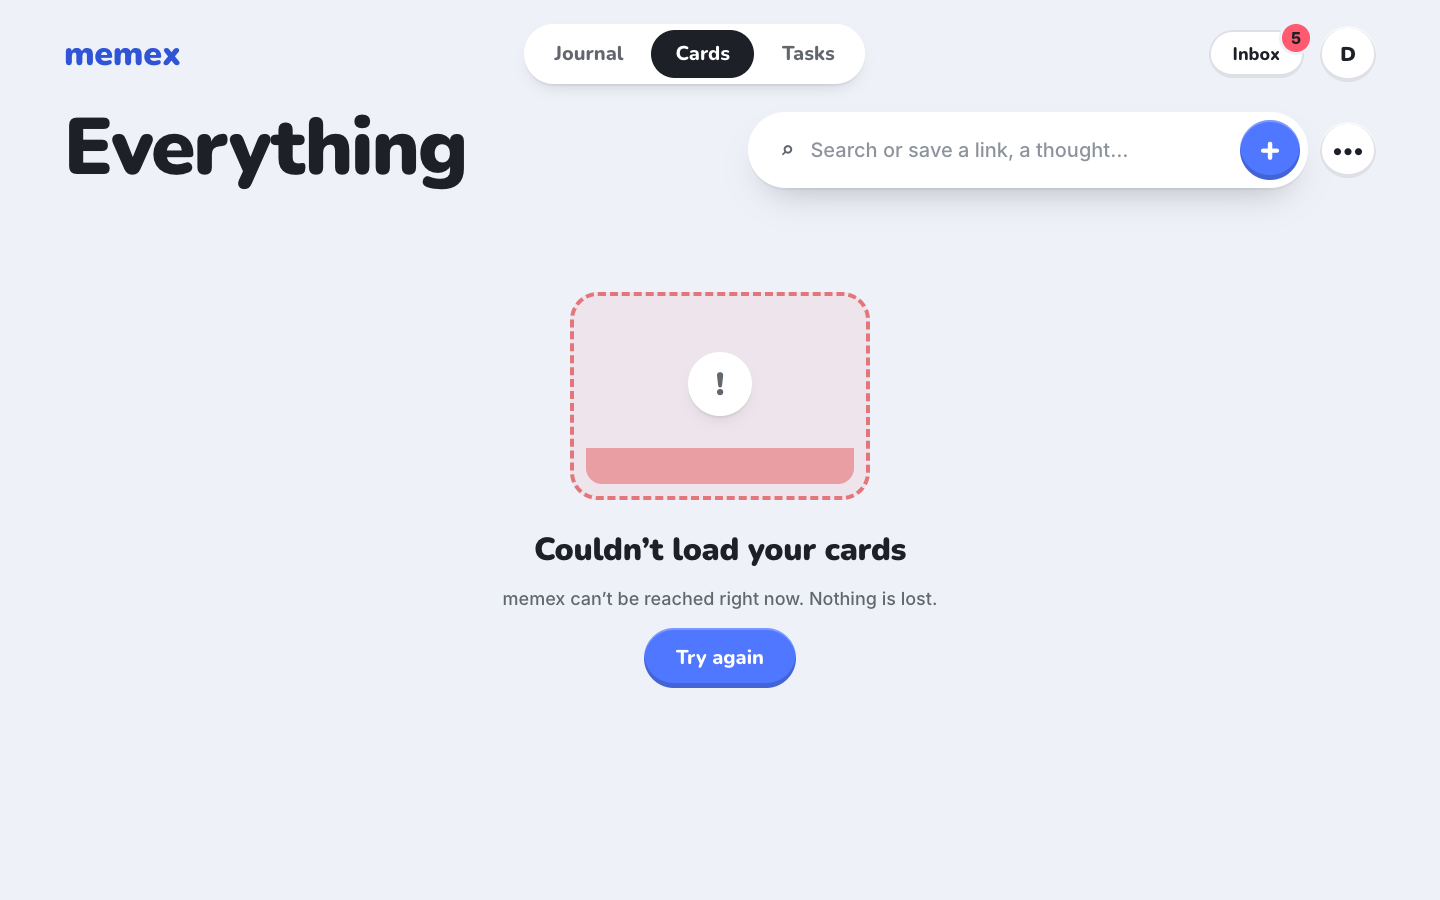 memex
Journal
Cards
Tasks
Inbox
5
D
Everything
Search or save a link, a thought...
+
•••
!
Couldn’t load your cards
memex can’t be reached right now. Nothing is lost.
Try again